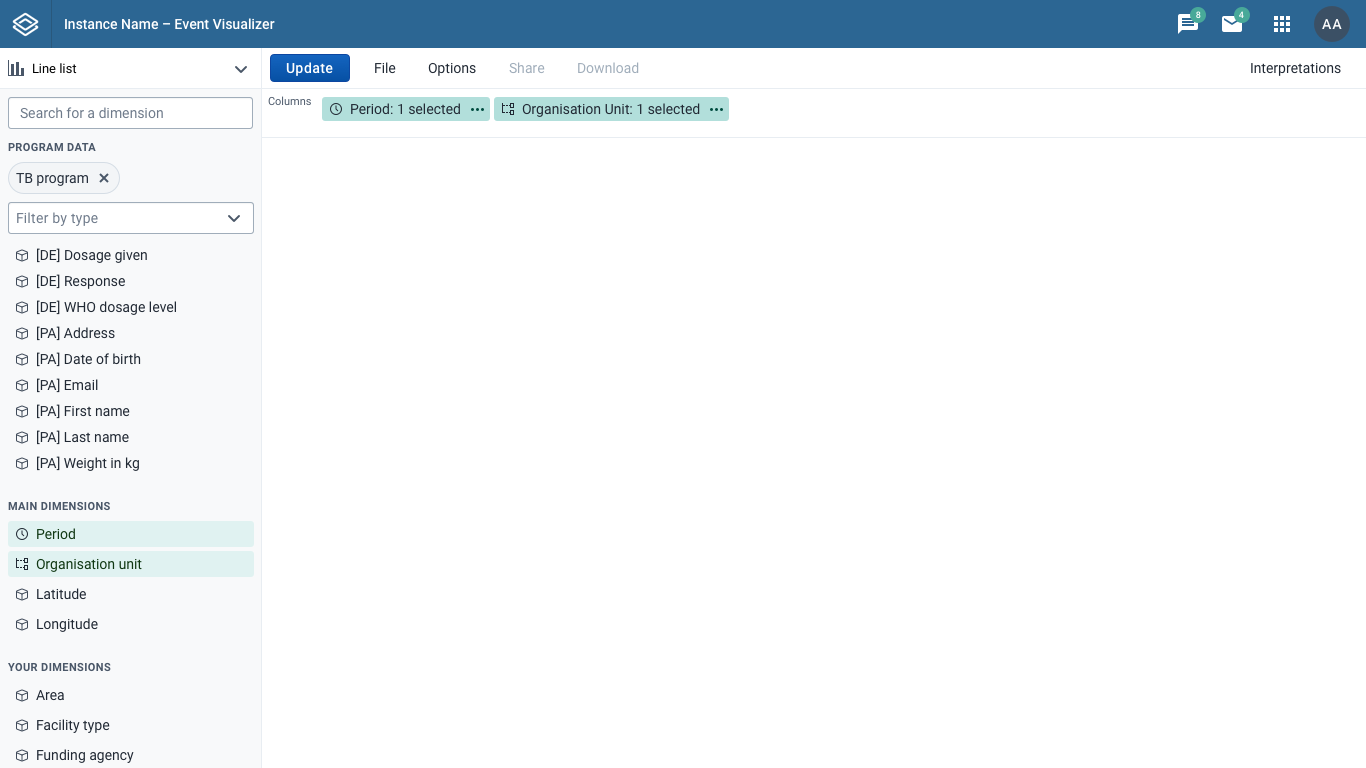 Instance Name – Event Visualizer
8
4
AA
Line list
Update
File
Options
Share
Download
Interpretations
Search for a dimension
Columns
Period: 1 selected
Organisation Unit: 1 selected
PROGRAM DATA
TB program
Filter by type
[DE] Dosage given
[DE] Response
[DE] WHO dosage level
[PA] Address
[PA] Date of birth
[PA] Email
[PA] First name
[PA] Last name
[PA] Weight in kg
MAIN DIMENSIONS
Period
Organisation unit
Latitude
Longitude
YOUR DIMENSIONS
Area
Facility type
Funding agency